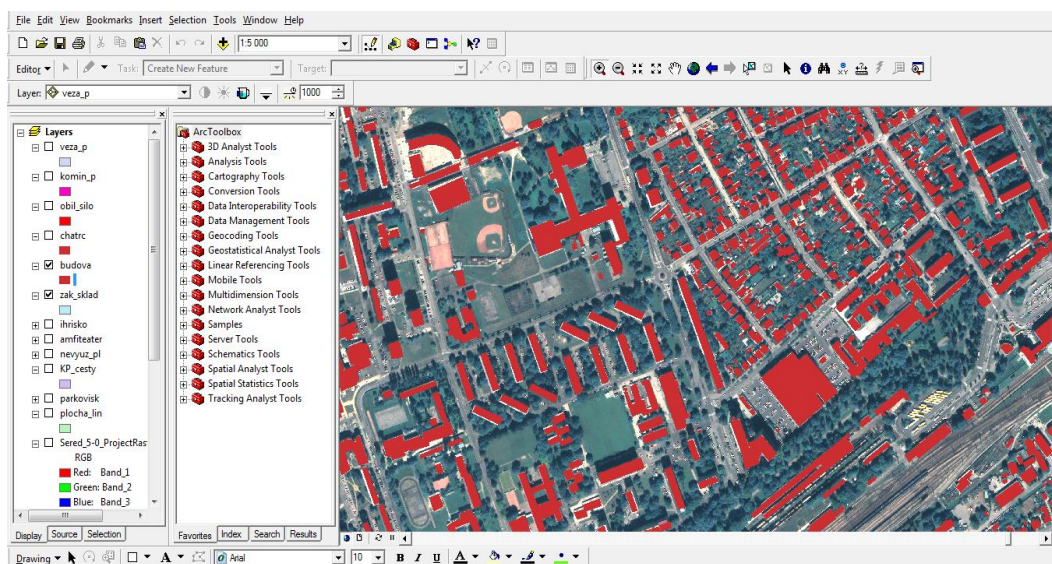 File Edit View Bookmarks Insert Selection Tools Window Help
1:5 000
Editor Task: Create New Feature Target:
Layer: veza_p 1000
Layers
veza_p
komin_p
obil_silo
chatrc
budova
zak_sklad
ihrisko
amfiteater
nevyuz_pl
KP_cesty
parkovisk
plocha_lin
Sered_5-0_ProjectRas
RGB
Red: Band_1
Green: Band_2
Blue: Band_3
Display Source Selection
ArcToolbox
3D Analyst Tools
Analysis Tools
Cartography Tools
Conversion Tools
Data Interoperability Tools
Data Management Tools
Geocoding Tools
Geostatistical Analyst Tools
Linear Referencing Tools
Mobile Tools
Multidimension Tools
Network Analyst Tools
Samples
Server Tools
Schematics Tools
Spatial Analyst Tools
Spatial Statistics Tools
Tracking Analyst Tools
Favorites Index Search Results
Drawing A Arial 10 B I U A